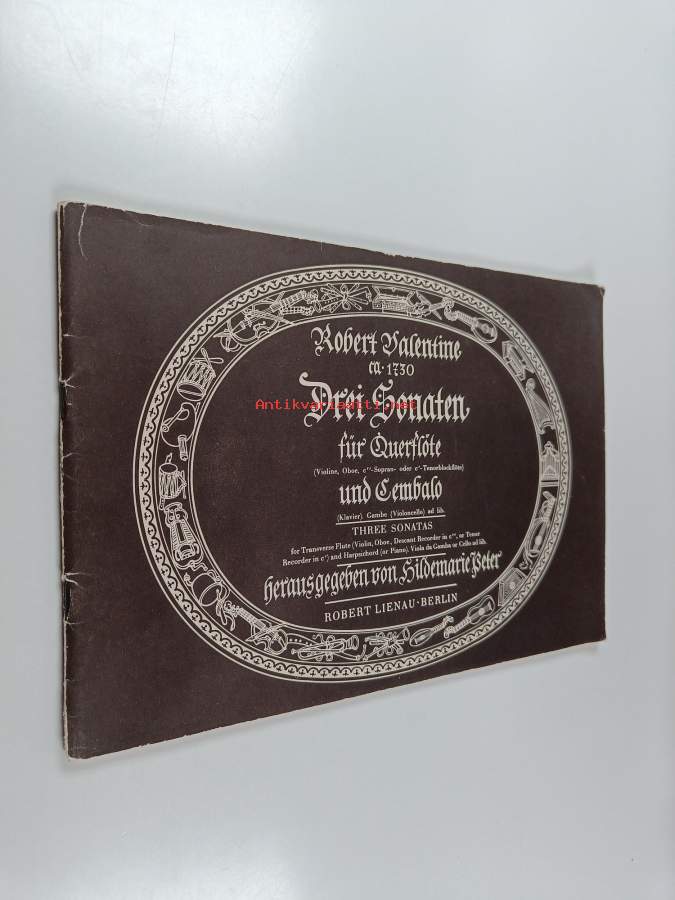 Robert Valentine
ca. 1730
Drei Sonaten
Antikvariaatti.net
für Querflöte
(Violine, Oboe, c''-Sopran- oder c'-Tenorblockflöte)
und Cembalo
(Klavier). Gambe (Violoncello) ad lib.
THREE SONATAS
for Transverse Flute (Violin, Oboe, Descant Recorder in c'', or Tenor
Recorder in c') and Harpsichord (or Piano). Viola da Gamba or Cello ad lib.
herausgegeben von Hildemarie Peter
ROBERT LIENAU · BERLIN